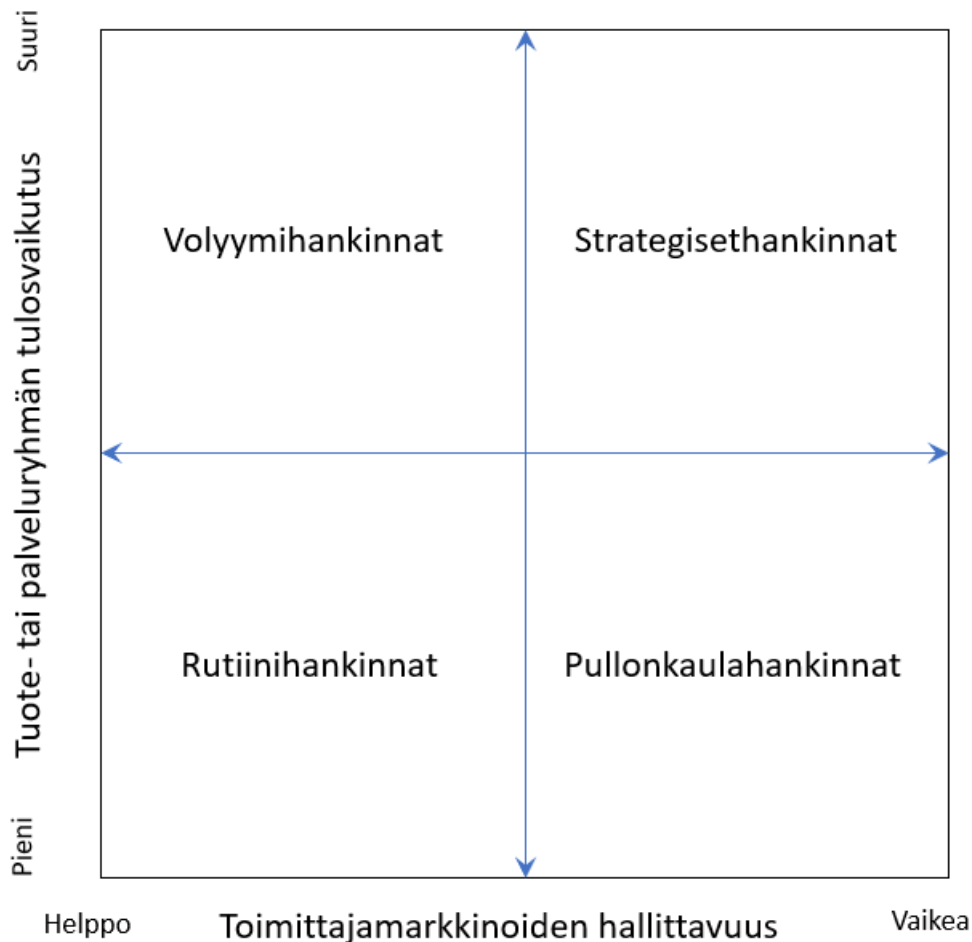 Suuri
Tuote- tai palveluryhmän tulosvaikutus
Pieni
Volyymihankinnat
Strategisethankinnat
Rutiinihankinnat
Pullonkaulahankinnat
Helppo
Toimittajamarkkinoiden hallittavuus
Vaikea